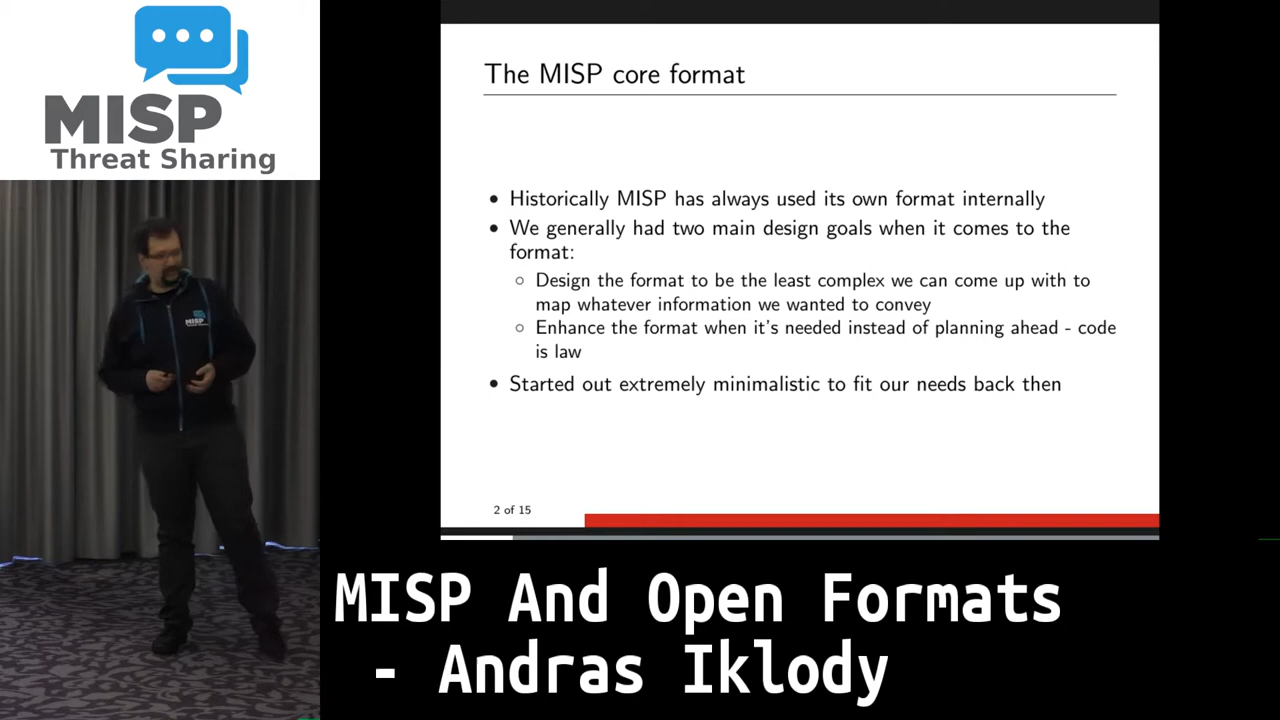 MISP
Threat Sharing
MISP
The MISP core format
• Historically MISP has always used its own format internally
• We generally had two main design goals when it comes to the
format:
○ Design the format to be the least complex we can come up with to
map whatever information we wanted to convey
○ Enhance the format when it's needed instead of planning ahead - code
is law
• Started out extremely minimalistic to fit our needs back then
2 of 15
MISP And Open Formats
- Andras Iklody